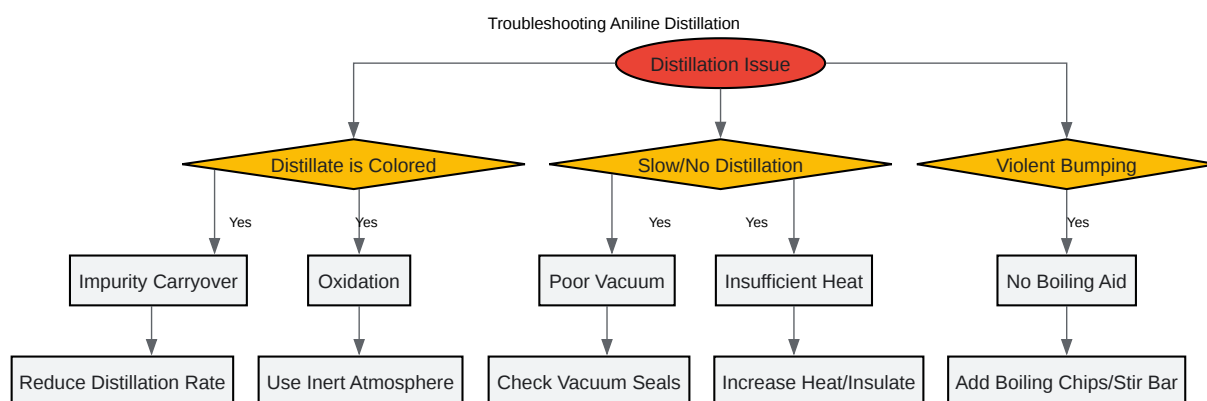 Troubleshooting Aniline Distillation
Distillation Issue
Distillate is Colored
Slow/No Distillation
Violent Bumping
Yes
Yes
Yes
Yes
Yes
Impurity Carryover
Oxidation
Poor Vacuum
Insufficient Heat
No Boiling Aid
Reduce Distillation Rate
Use Inert Atmosphere
Check Vacuum Seals
Increase Heat/Insulate
Add Boiling Chips/Stir Bar